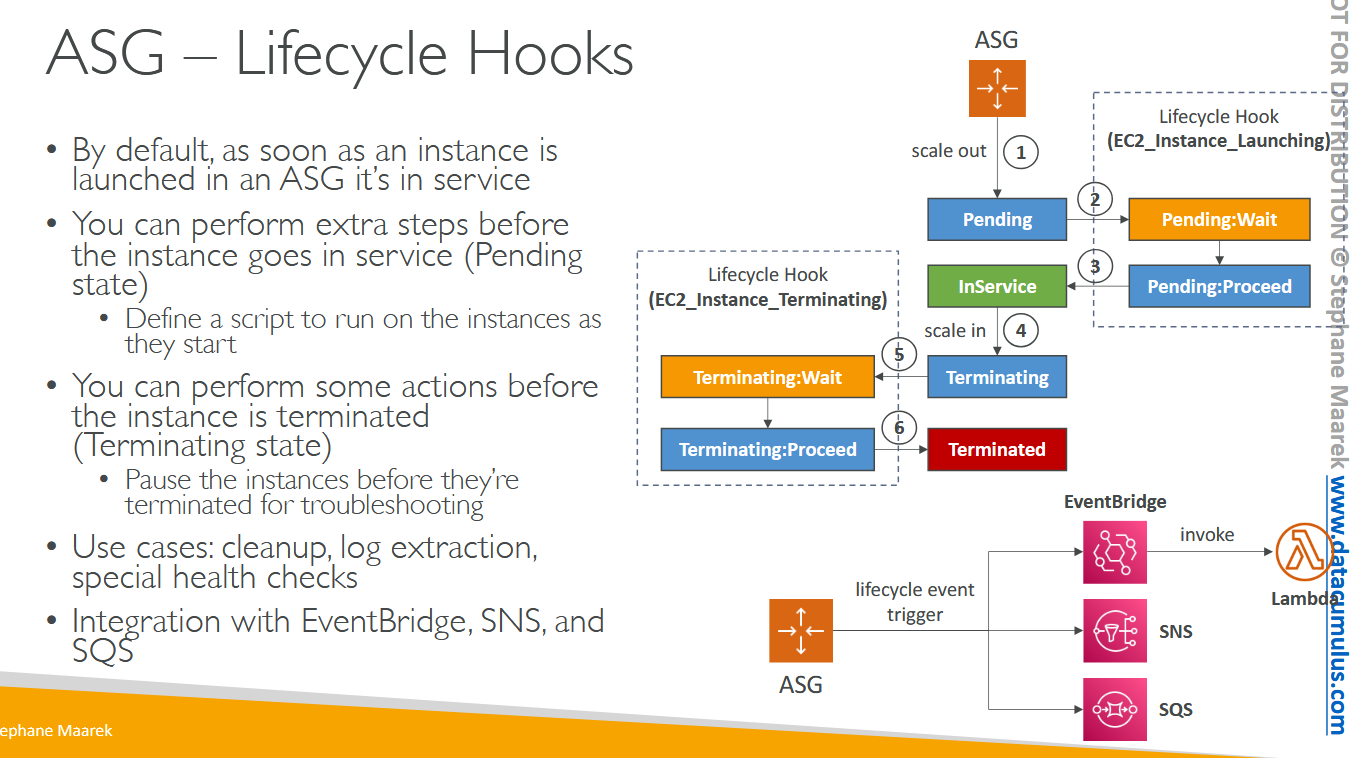 ASG – Lifecycle Hooks
• By default, as soon as an instance is
launched in an ASG it's in service
• You can perform extra steps before
the instance goes in service (Pending
state)
• Define a script to run on the instances as
they start
• You can perform some actions before
the instance is terminated
(Terminating state)
• Pause the instances before they're
terminated for troubleshooting
• Use cases: cleanup, log extraction,
special health checks
• Integration with EventBridge, SNS, and
SQS
ASG
scale out
1
Lifecycle Hook
(EC2_Instance_Launching)
Pending
2
Pending:Wait
InService
3
Pending:Proceed
scale in
4
Lifecycle Hook
(EC2_Instance_Terminating)
Terminating:Wait
5
Terminating
Terminating:Proceed
6
Terminated
ASG
lifecycle event
trigger
EventBridge
invoke
Lambda
SNS
SQS
OT FOR DISTRIBUTION © Stephane Maarek www.datacumulus.com
ephane Maarek